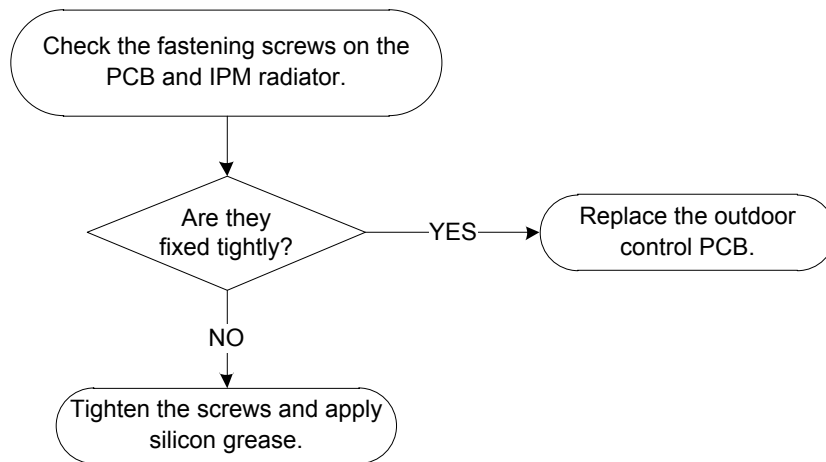 Check the fastening screws on the
PCB and IPM radiator.
Are they
fixed tightly?
YES
Replace the outdoor
control PCB.
NO
Tighten the screws and apply
silicon grease.